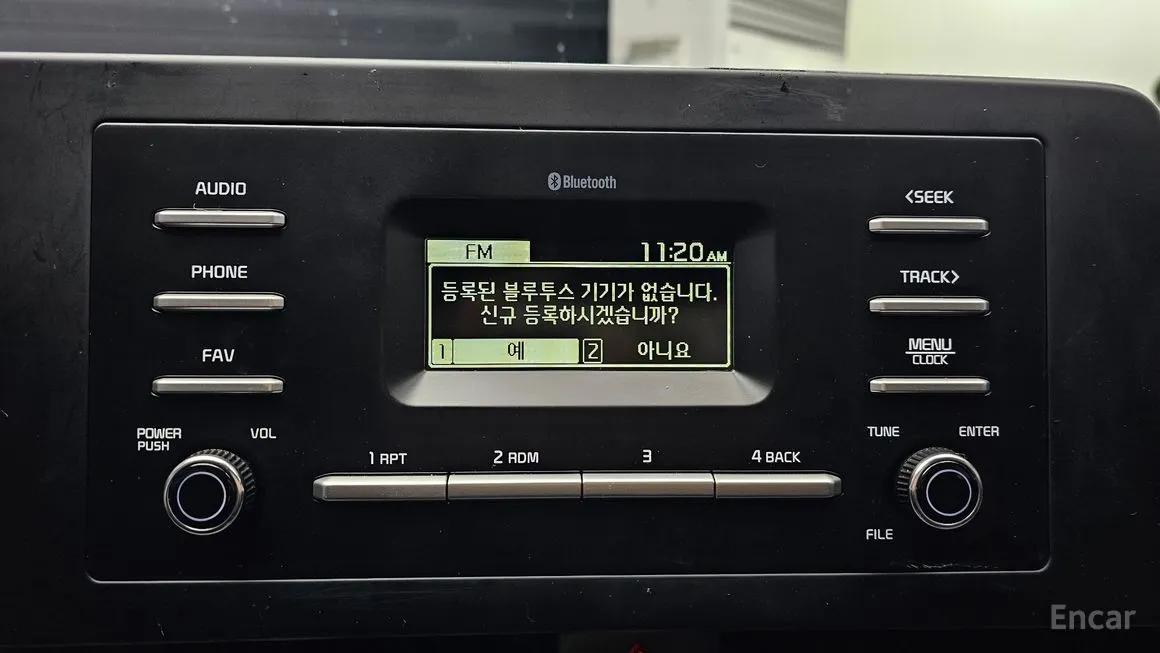 Bluetooth
AUDIO
<SEEK
FM 11:20 AM
PHONE
TRACK>
등록된 블루투스 기기가 없습니다.
신규 등록하시겠습니까?
1 예 2 아니요
FAV
MENU
CLOCK
POWER
PUSH
VOL
TUNE
ENTER
1 RPT
2 RDM
3
4 BACK
FILE
Encar